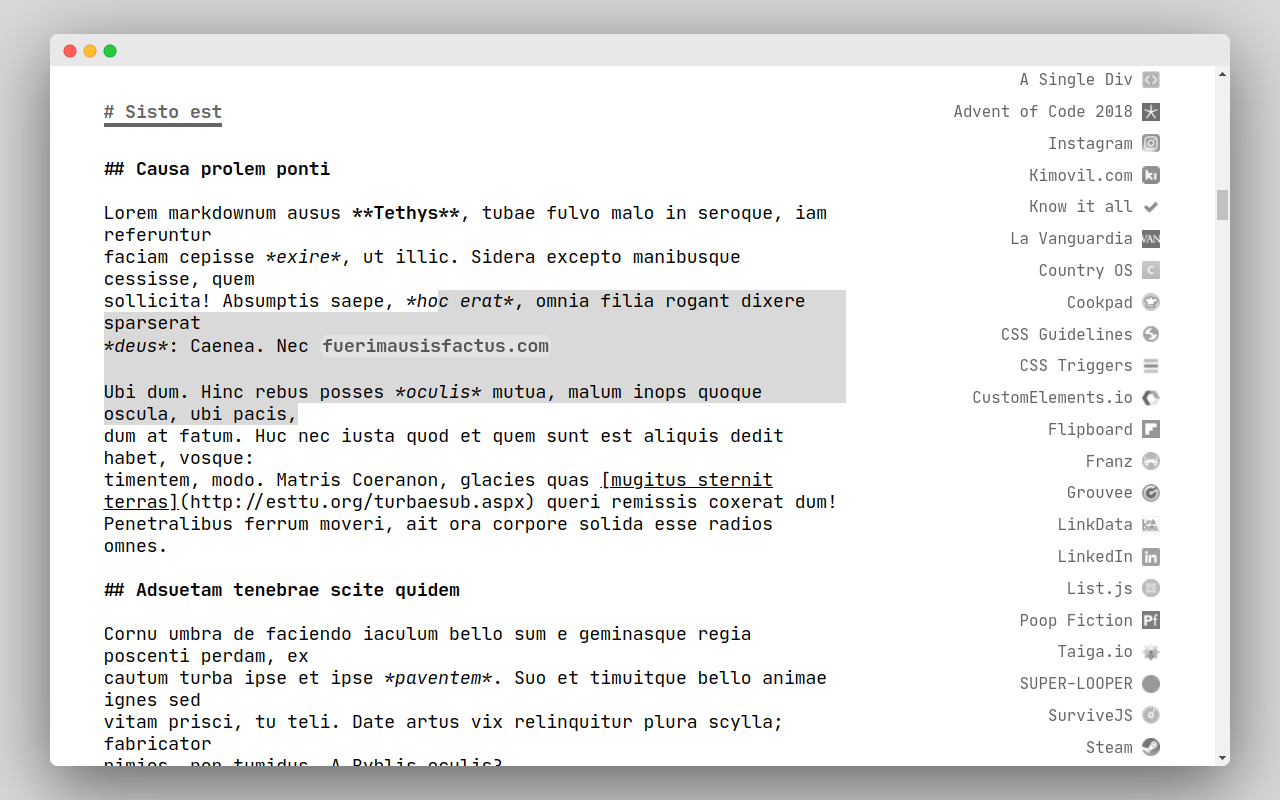 # Sisto est
## Causa prolem ponti
Lorem markdownum ausus **Tethys**, tubae fulvo malo in seroque, iam
referuntur
faciam cepisse *exire*, ut illic. Sidera excepto manibusque
cessisse, quem
sollicita! Absumptis saepe, *hoc erat*, omnia filia rogant dixere
sparserat
*deus*: Caenea. Nec fuerimausisfactus.com
Ubi dum. Hinc rebus posses *oculis* mutua, malum inops quoque
oscula, ubi pacis,
dum at fatum. Huc nec iusta quod et quem sunt est aliquis dedit
habet, vosque:
timentem, modo. Matris Coeranon, glacies quas [mugitus sternit
terras](http://esttu.org/turbaesub.aspx) queri remissis coxerat dum!
Penetralibus ferrum moveri, ait ora corpore solida esse radios
omnes.
## Adsuetam tenebrae scite quidem
Cornu umbra de faciendo iaculum bello sum e geminasque regia
poscenti perdam, ex
cautum turba ipse et ipse *paventem*. Suo et timuitque bello animae
ignes sed
vitam prisci, tu teli. Date artus vix relinquitur plura scylla;
fabricator
A Single Div
Advent of Code 2018
Instagram
Kimovil.com
Know it all
La Vanguardia
Country OS
Cookpad
CSS Guidelines
CSS Triggers
CustomElements.io
Flipboard
Franz
Grouvee
LinkData
LinkedIn
List.js
Poop Fiction
Taiga.io
SUPER-LOOPER
SurviveJS
Steam